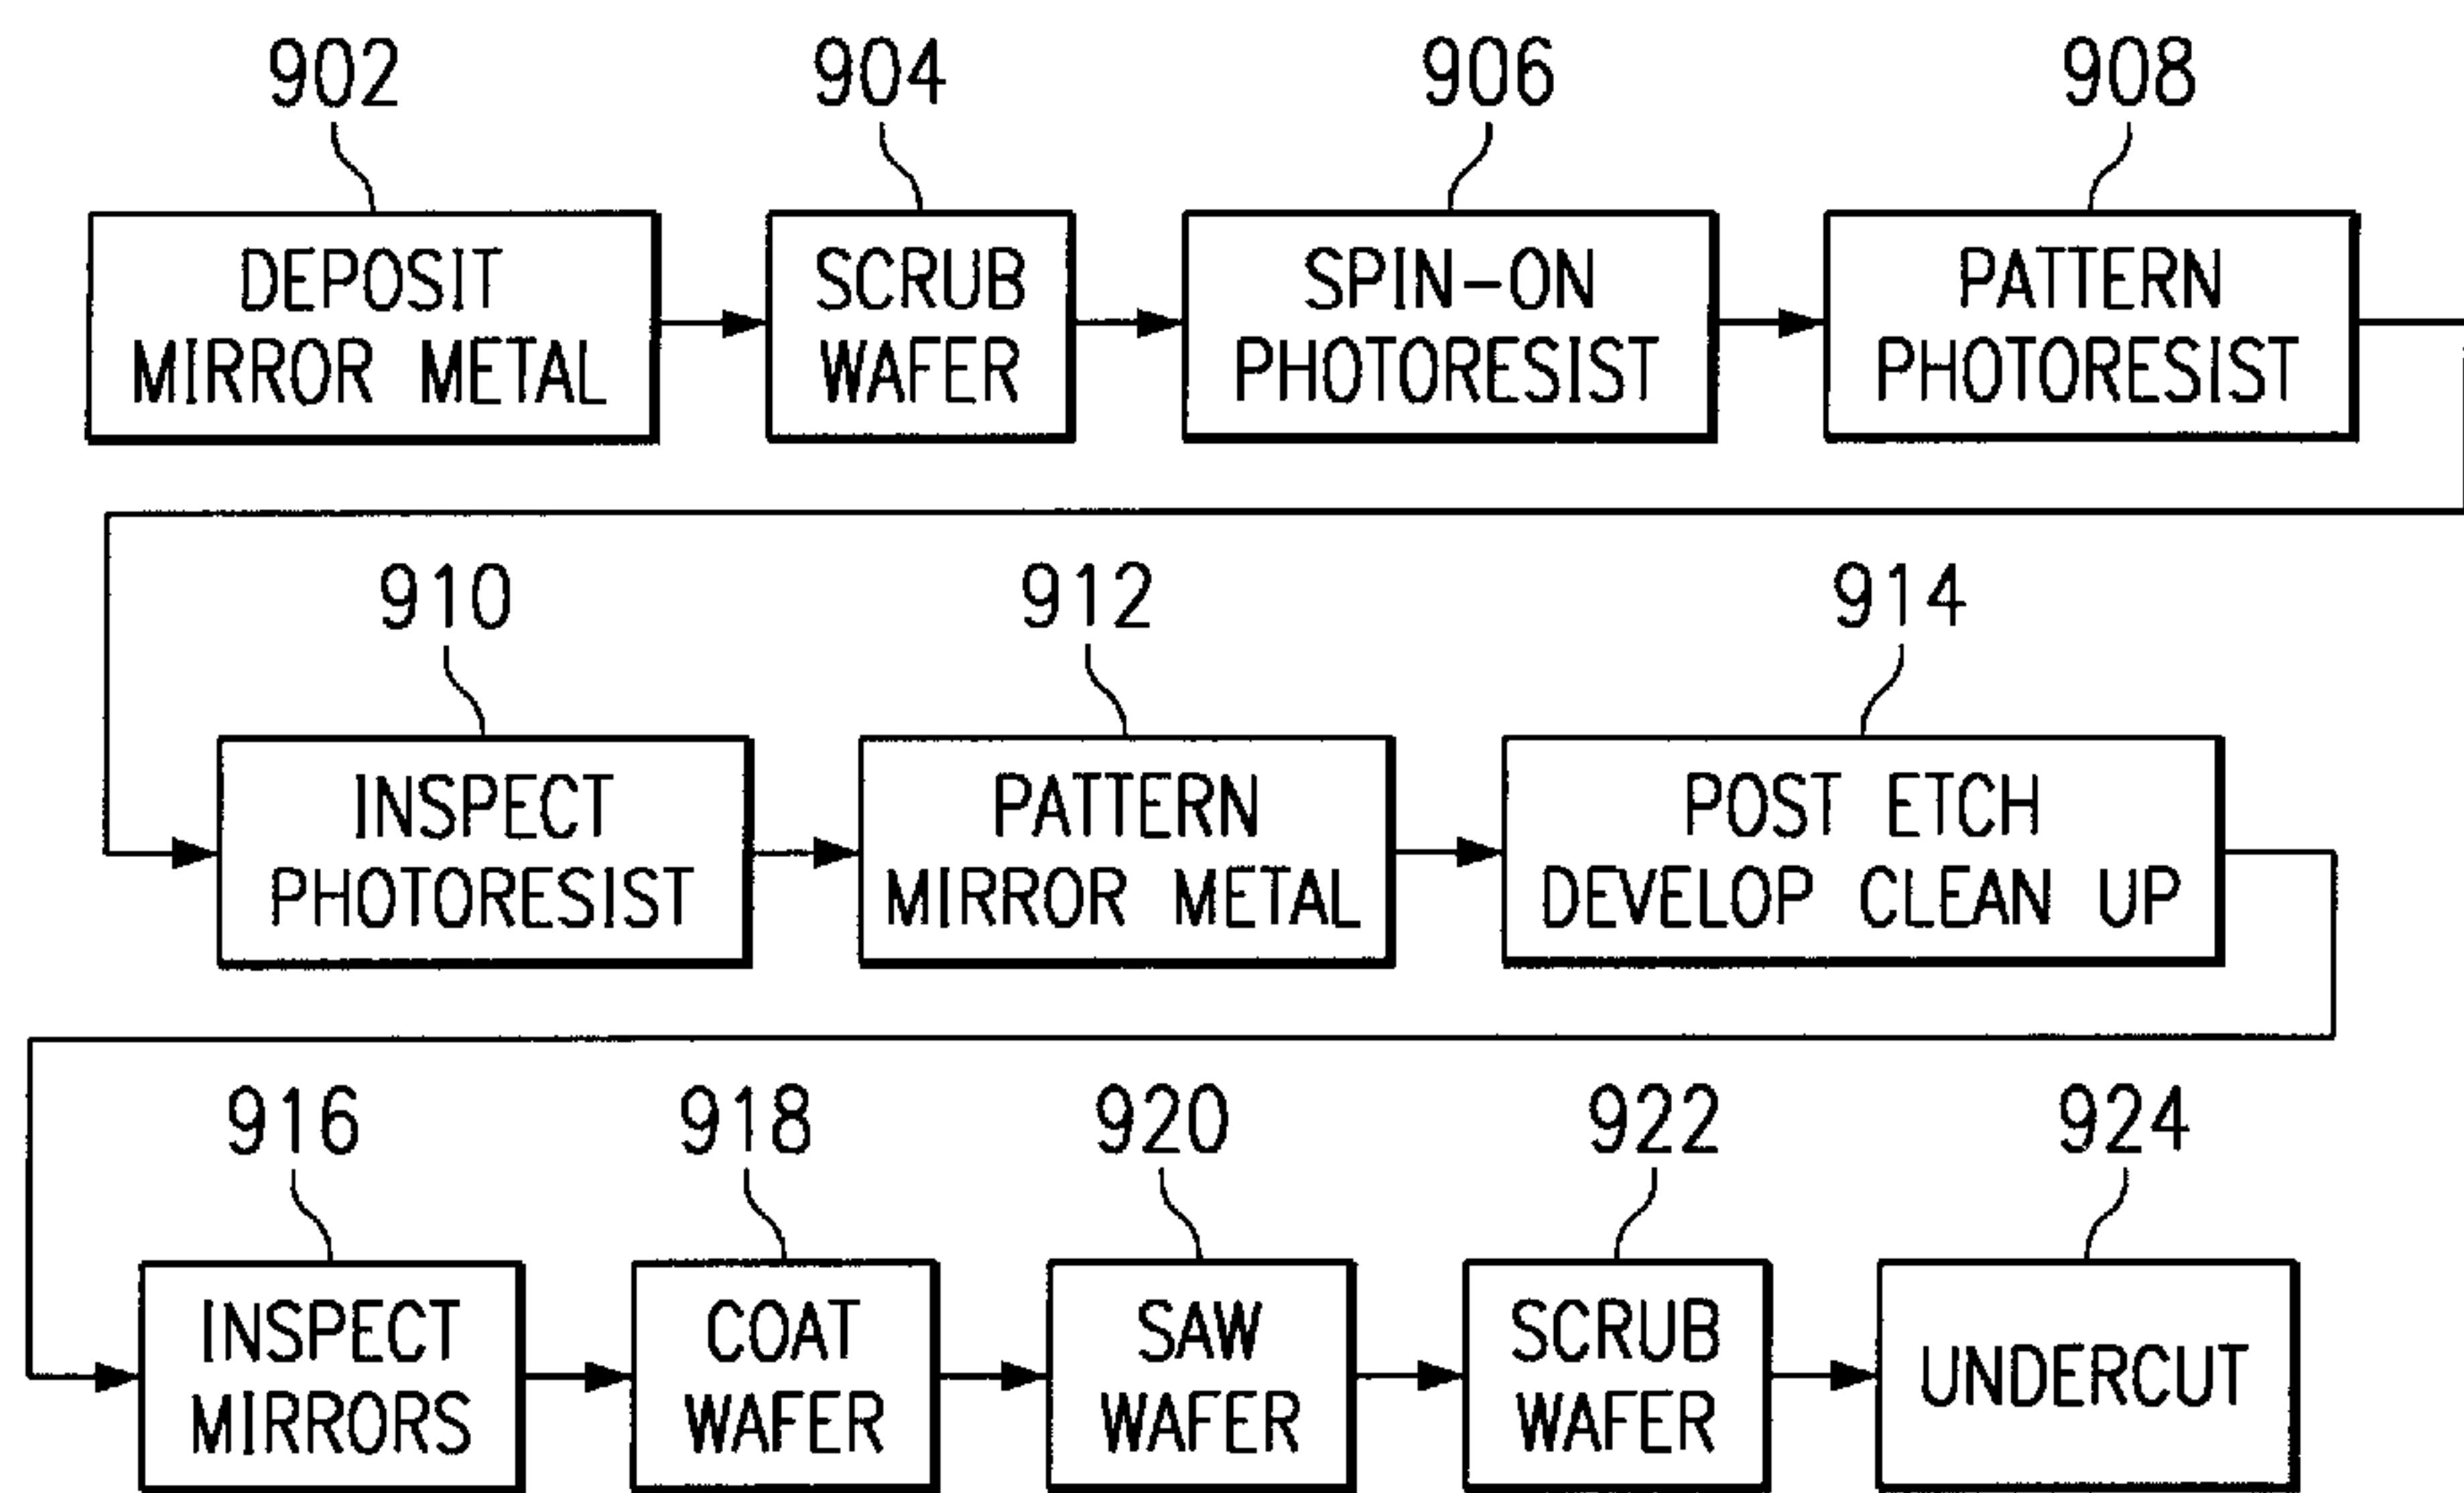 902
904
906
908
DEPOSIT
MIRROR METAL
SCRUB
WAFER
SPIN-ON
PHOTORESIST
PATTERN
PHOTORESIST
910
912
914
INSPECT
PHOTORESIST
PATTERN
MIRROR METAL
POST ETCH
DEVELOP CLEAN UP
916
918
920
922
924
INSPECT
MIRRORS
COAT
WAFER
SAW
WAFER
SCRUB
WAFER
UNDERCUT